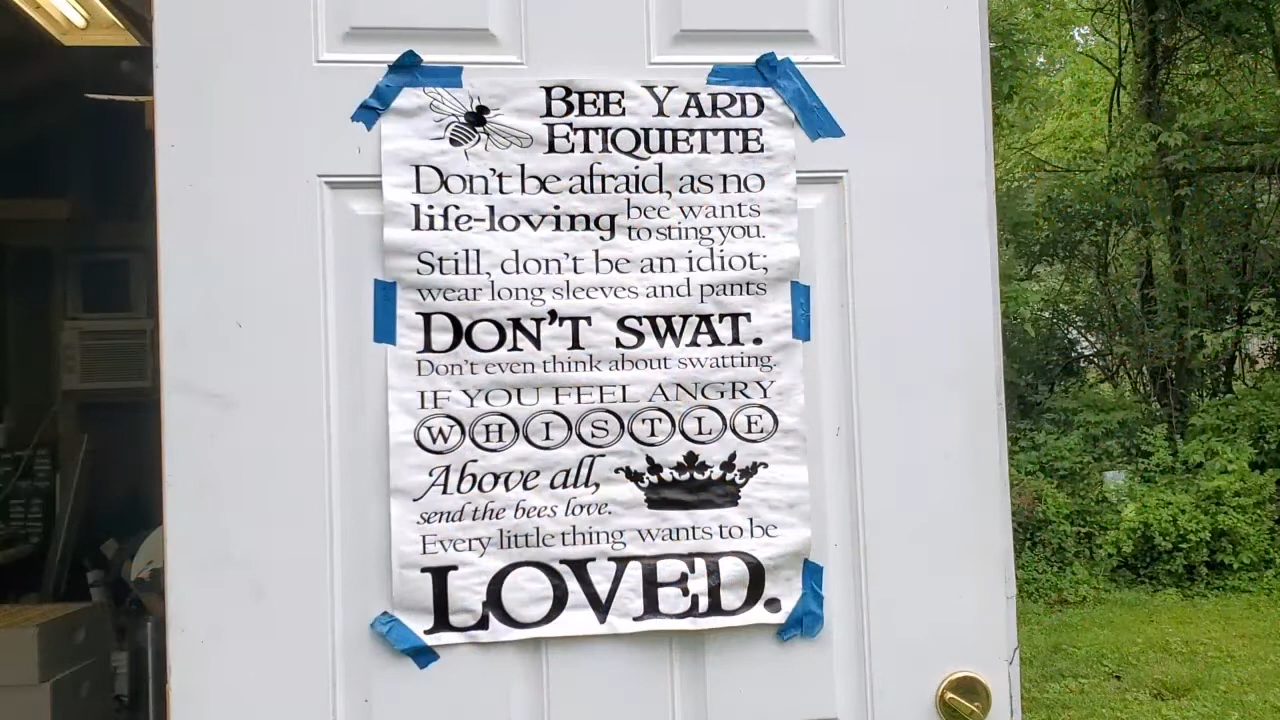 BEE YARD
ETIQUETTE
Don't be afraid, as no
life-loving bee wants
to sting you.
Still, don't be an idiot;
wear long sleeves and pants
DON'T SWAT.
Don't even think about swatting.
IF YOU FEEL ANGRY
WHISTLE
Above all,
send the bees love.
Every little thing wants to be
LOVED.